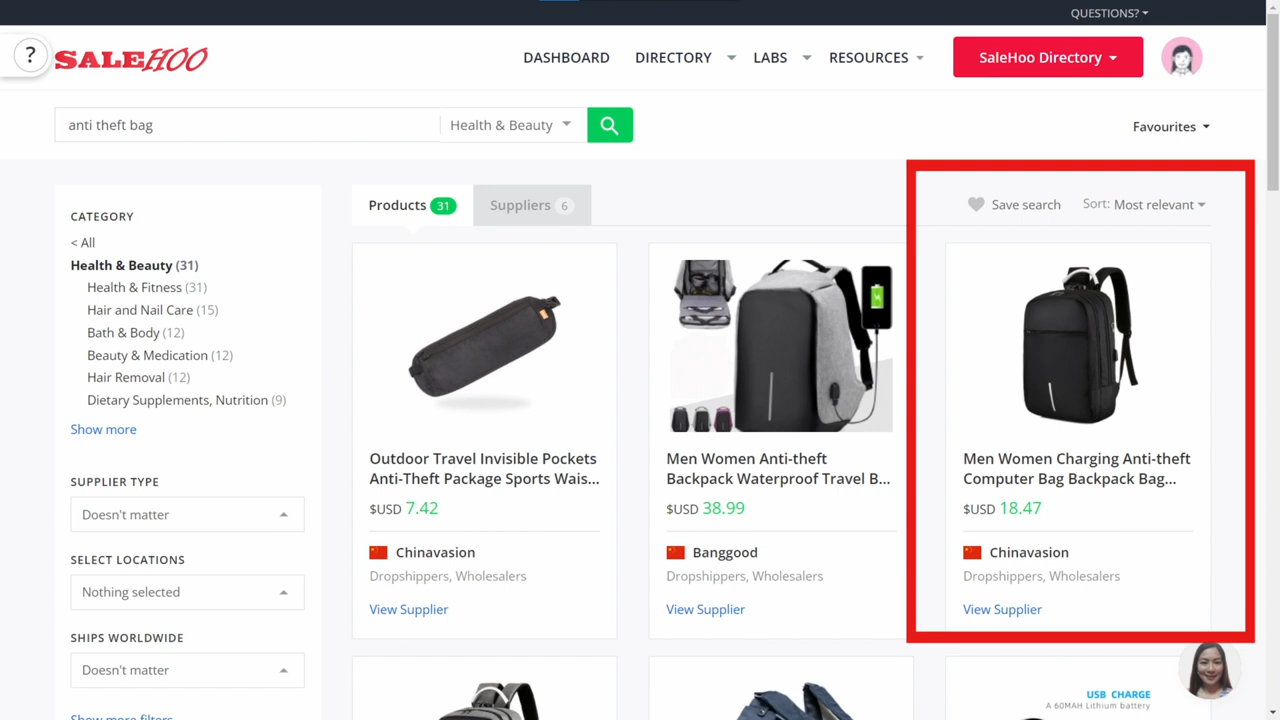 QUESTIONS?
?
SALEHOO
DASHBOARD
DIRECTORY
LABS
RESOURCES
SaleHoo Directory
anti theft bag
Health & Beauty
Favourites
CATEGORY
< All
Health & Beauty (31)
Health & Fitness (31)
Hair and Nail Care (15)
Bath & Body (12)
Beauty & Medication (12)
Hair Removal (12)
Dietary Supplements, Nutrition (9)
Show more
SUPPLIER TYPE
Doesn't matter
SELECT LOCATIONS
Nothing selected
SHIPS WORLDWIDE
Doesn't matter
Show more filters
Products 31
Suppliers 6
Save search
Sort: Most relevant
Outdoor Travel Invisible Pockets
Anti-Theft Package Sports Wais...
$USD 7.42
Chinavasion
Dropshippers, Wholesalers
View Supplier
Men Women Anti-theft
Backpack Waterproof Travel B...
$USD 38.99
Banggood
Dropshippers, Wholesalers
View Supplier
Men Women Charging Anti-theft
Computer Bag Backpack Bag...
$USD 18.47
Chinavasion
Dropshippers, Wholesalers
View Supplier
USB CHARGE
A 60MAH Lithium battery